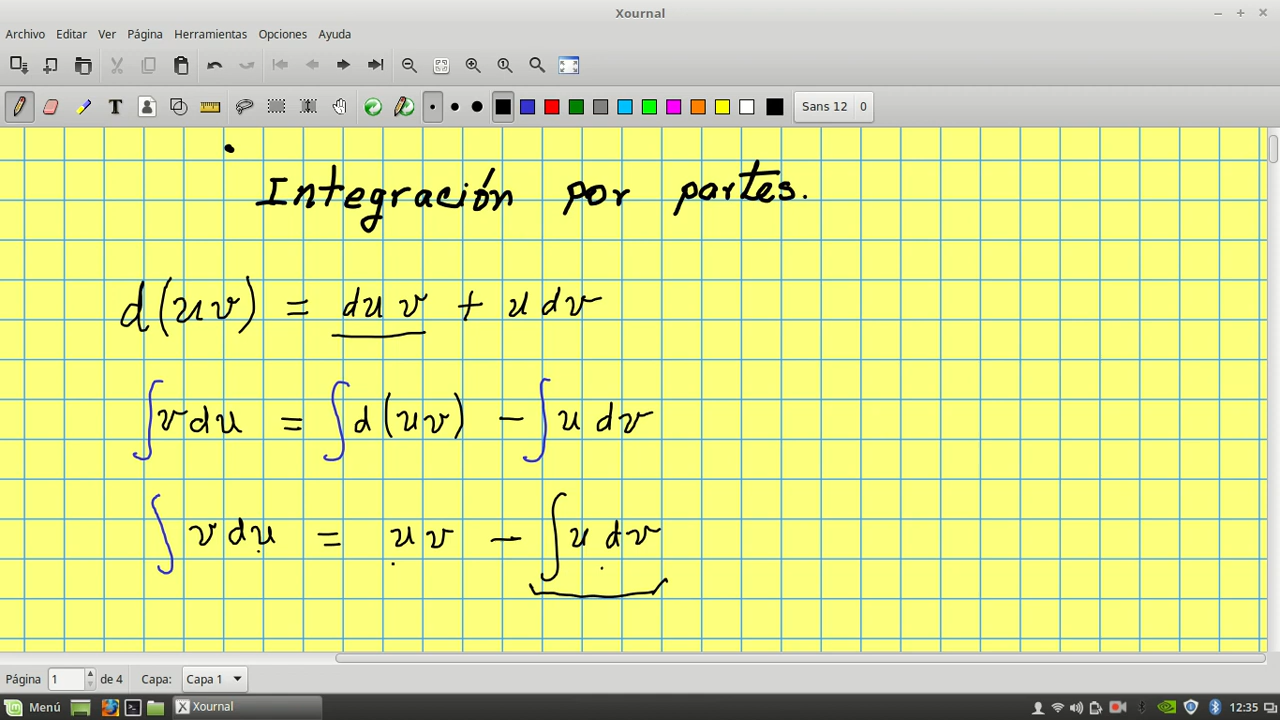 Xournal
Archivo Editar Ver Página Herramientas Opciones Ayuda
Sans 12 0
Integración por partes.
d(uv) = du v + u dv
∫v du = ∫d(uv) - ∫u dv
∫ v du = uv - ∫u dv
Página 1 de 4 Capa: Capa 1
Menú Xournal 12:35